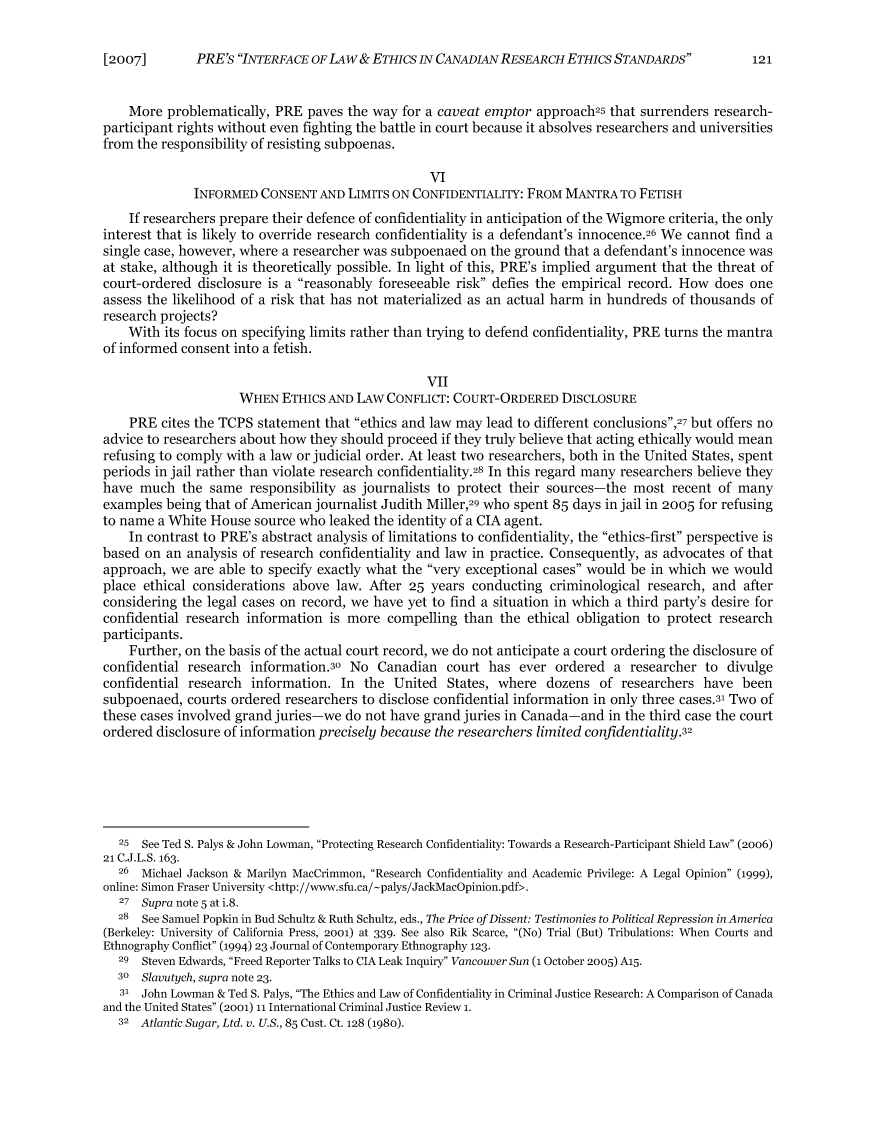 [2007] PRE'S "INTERFACE OF LAW & ETHICS IN CANADIAN RESEARCH ETHICS STANDARDS" 121
More problematically, PRE paves the way for a caveat emptor approach25 that surrenders research-
participant rights without even fighting the battle in court because it absolves researchers and universities
from the responsibility of resisting subpoenas.
VI
INFORMED CONSENT AND LIMITS ON CONFIDENTIALITY: FROM MANTRA TO FETISH
If researchers prepare their defence of confidentiality in anticipation of the Wigmore criteria, the only
interest that is likely to override research confidentiality is a defendant's innocence.26 We cannot find a
single case, however, where a researcher was subpoenaed on the ground that a defendant's innocence was
at stake, although it is theoretically possible. In light of this, PRE's implied argument that the threat of
court-ordered disclosure is a "reasonably foreseeable risk" defies the empirical record. How does one
assess the likelihood of a risk that has not materialized as an actual harm in hundreds of thousands of
research projects?
With its focus on specifying limits rather than trying to defend confidentiality, PRE turns the mantra
of informed consent into a fetish.
VII
WHEN ETHICS AND LAW CONFLICT: COURT-ORDERED DISCLOSURE
PRE cites the TCPS statement that "ethics and law may lead to different conclusions",27 but offers no
advice to researchers about how they should proceed if they truly believe that acting ethically would mean
refusing to comply with a law or judicial order. At least two researchers, both in the United States, spent
periods in jail rather than violate research confidentiality.28 In this regard many researchers believe they
have much the same responsibility as journalists to protect their sources—the most recent of many
examples being that of American journalist Judith Miller,29 who spent 85 days in jail in 2005 for refusing
to name a White House source who leaked the identity of a CIA agent.
In contrast to PRE's abstract analysis of limitations to confidentiality, the "ethics-first" perspective is
based on an analysis of research confidentiality and law in practice. Consequently, as advocates of that
approach, we are able to specify exactly what the "very exceptional cases" would be in which we would
place ethical considerations above law. After 25 years conducting criminological research, and after
considering the legal cases on record, we have yet to find a situation in which a third party's desire for
confidential research information is more compelling than the ethical obligation to protect research
participants.
Further, on the basis of the actual court record, we do not anticipate a court ordering the disclosure of
confidential research information.30 No Canadian court has ever ordered a researcher to divulge
confidential research information. In the United States, where dozens of researchers have been
subpoenaed, courts ordered researchers to disclose confidential information in only three cases.31 Two of
these cases involved grand juries—we do not have grand juries in Canada—and in the third case the court
ordered disclosure of information precisely because the researchers limited confidentiality.32
25 See Ted S. Palys & John Lowman, "Protecting Research Confidentiality: Towards a Research-Participant Shield Law" (2006)
21 C.J.L.S. 163.
26 Michael Jackson & Marilyn MacCrimmon, "Research Confidentiality and Academic Privilege: A Legal Opinion" (1999),
online: Simon Fraser University <http://www.sfu.ca/~palys/JackMacOpinion.pdf>.
27 Supra note 5 at i.8.
28 See Samuel Popkin in Bud Schultz & Ruth Schultz, eds., The Price of Dissent: Testimonies to Political Repression in America
(Berkeley: University of California Press, 2001) at 339. See also Rik Scarce, "(No) Trial (But) Tribulations: When Courts and
Ethnography Conflict" (1994) 23 Journal of Contemporary Ethnography 123.
29 Steven Edwards, "Freed Reporter Talks to CIA Leak Inquiry" Vancouver Sun (1 October 2005) A15.
30 Slavutych, supra note 23.
31 John Lowman & Ted S. Palys, "The Ethics and Law of Confidentiality in Criminal Justice Research: A Comparison of Canada
and the United States" (2001) 11 International Criminal Justice Review 1.
32 Atlantic Sugar, Ltd. v. U.S., 85 Cust. Ct. 128 (1980).